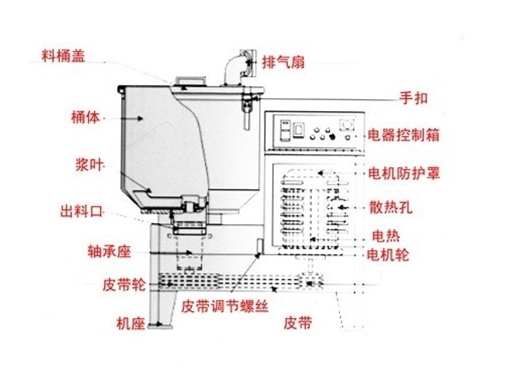 料桶盖
排气扇
手扣
桶体
电器控制箱
浆叶
电机防护罩
出料口
散热孔
电热
轴承座
电机轮
皮带轮
皮带调节螺丝
机座
皮带